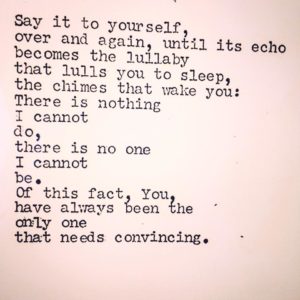 Say it to yourself,
over and again, until its echo
becomes the lullaby
that lulls you to sleep,
the chimes that wake you:
There is nothing
I cannot
do,
there is no one
I cannot
be.
Of this fact, You,
have always been the
only one
that needs convincing.